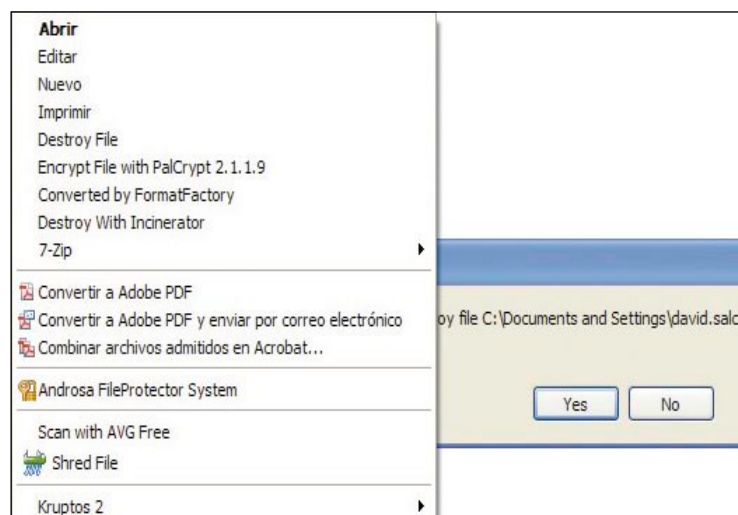 Abrir
Editar
Nuevo
Imprimir
Destroy File
Encrypt File with PalCrypt 2.1.1.9
Converted by FormatFactory
Destroy With Incinerator
7-Zip
Convertir a Adobe PDF
Convertir a Adobe PDF y enviar por correo electrónico
Combinar archivos admitidos en Acrobat...
Androsa FileProtector System
Scan with AVG Free
Shred File
Kruptos 2
oy file C:\Documents and Settings\david.salc
Yes No